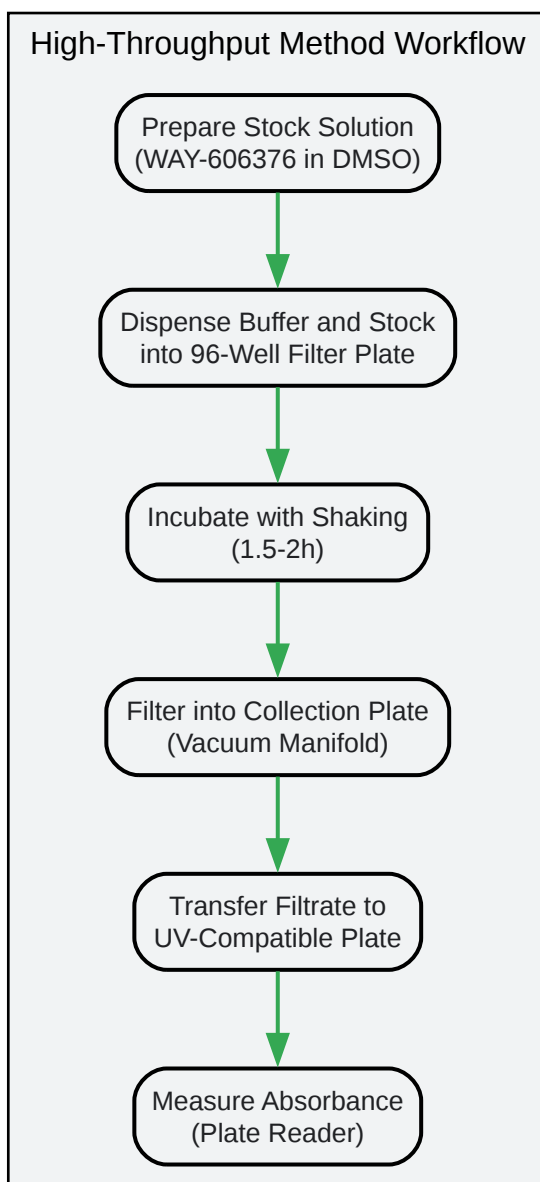 High-Throughput Method Workflow
Prepare Stock Solution
(WAY-606376 in DMSO)
Dispense Buffer and Stock
into 96-Well Filter Plate
Incubate with Shaking
(1.5-2h)
Filter into Collection Plate
(Vacuum Manifold)
Transfer Filtrate to
UV-Compatible Plate
Measure Absorbance
(Plate Reader)